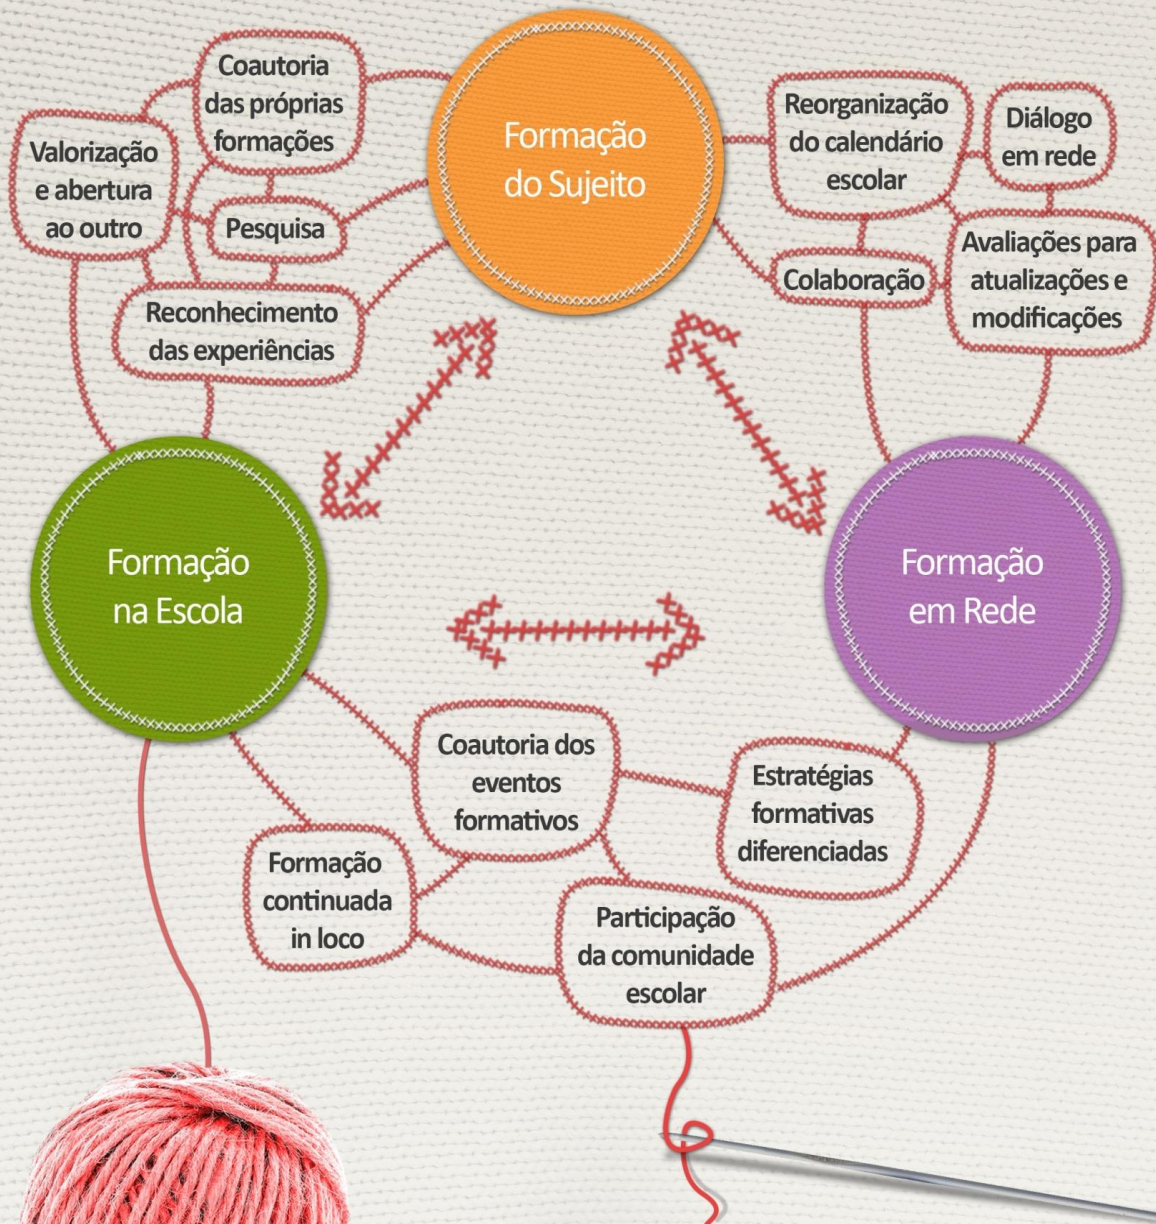 Formação
do Sujeito
Coautoria
das próprias
formações
Valorização
e abertura
ao outro
Pesquisa
Reconhecimento
das experiências
Reorganização
do calendário
escolar
Diálogo
em rede
Colaboração
Avaliações para
atualizações e
modificações
Formação
na Escola
Formação
em Rede
Coautoria dos
eventos
formativos
Estratégias
formativas
diferenciadas
Formação
continuada
in loco
Participação
da comunidade
escolar